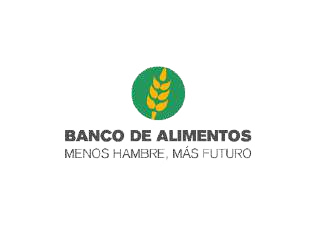 BANCO DE ALIMENTOS
MENOS HAMBRE, MÁS FUTURO